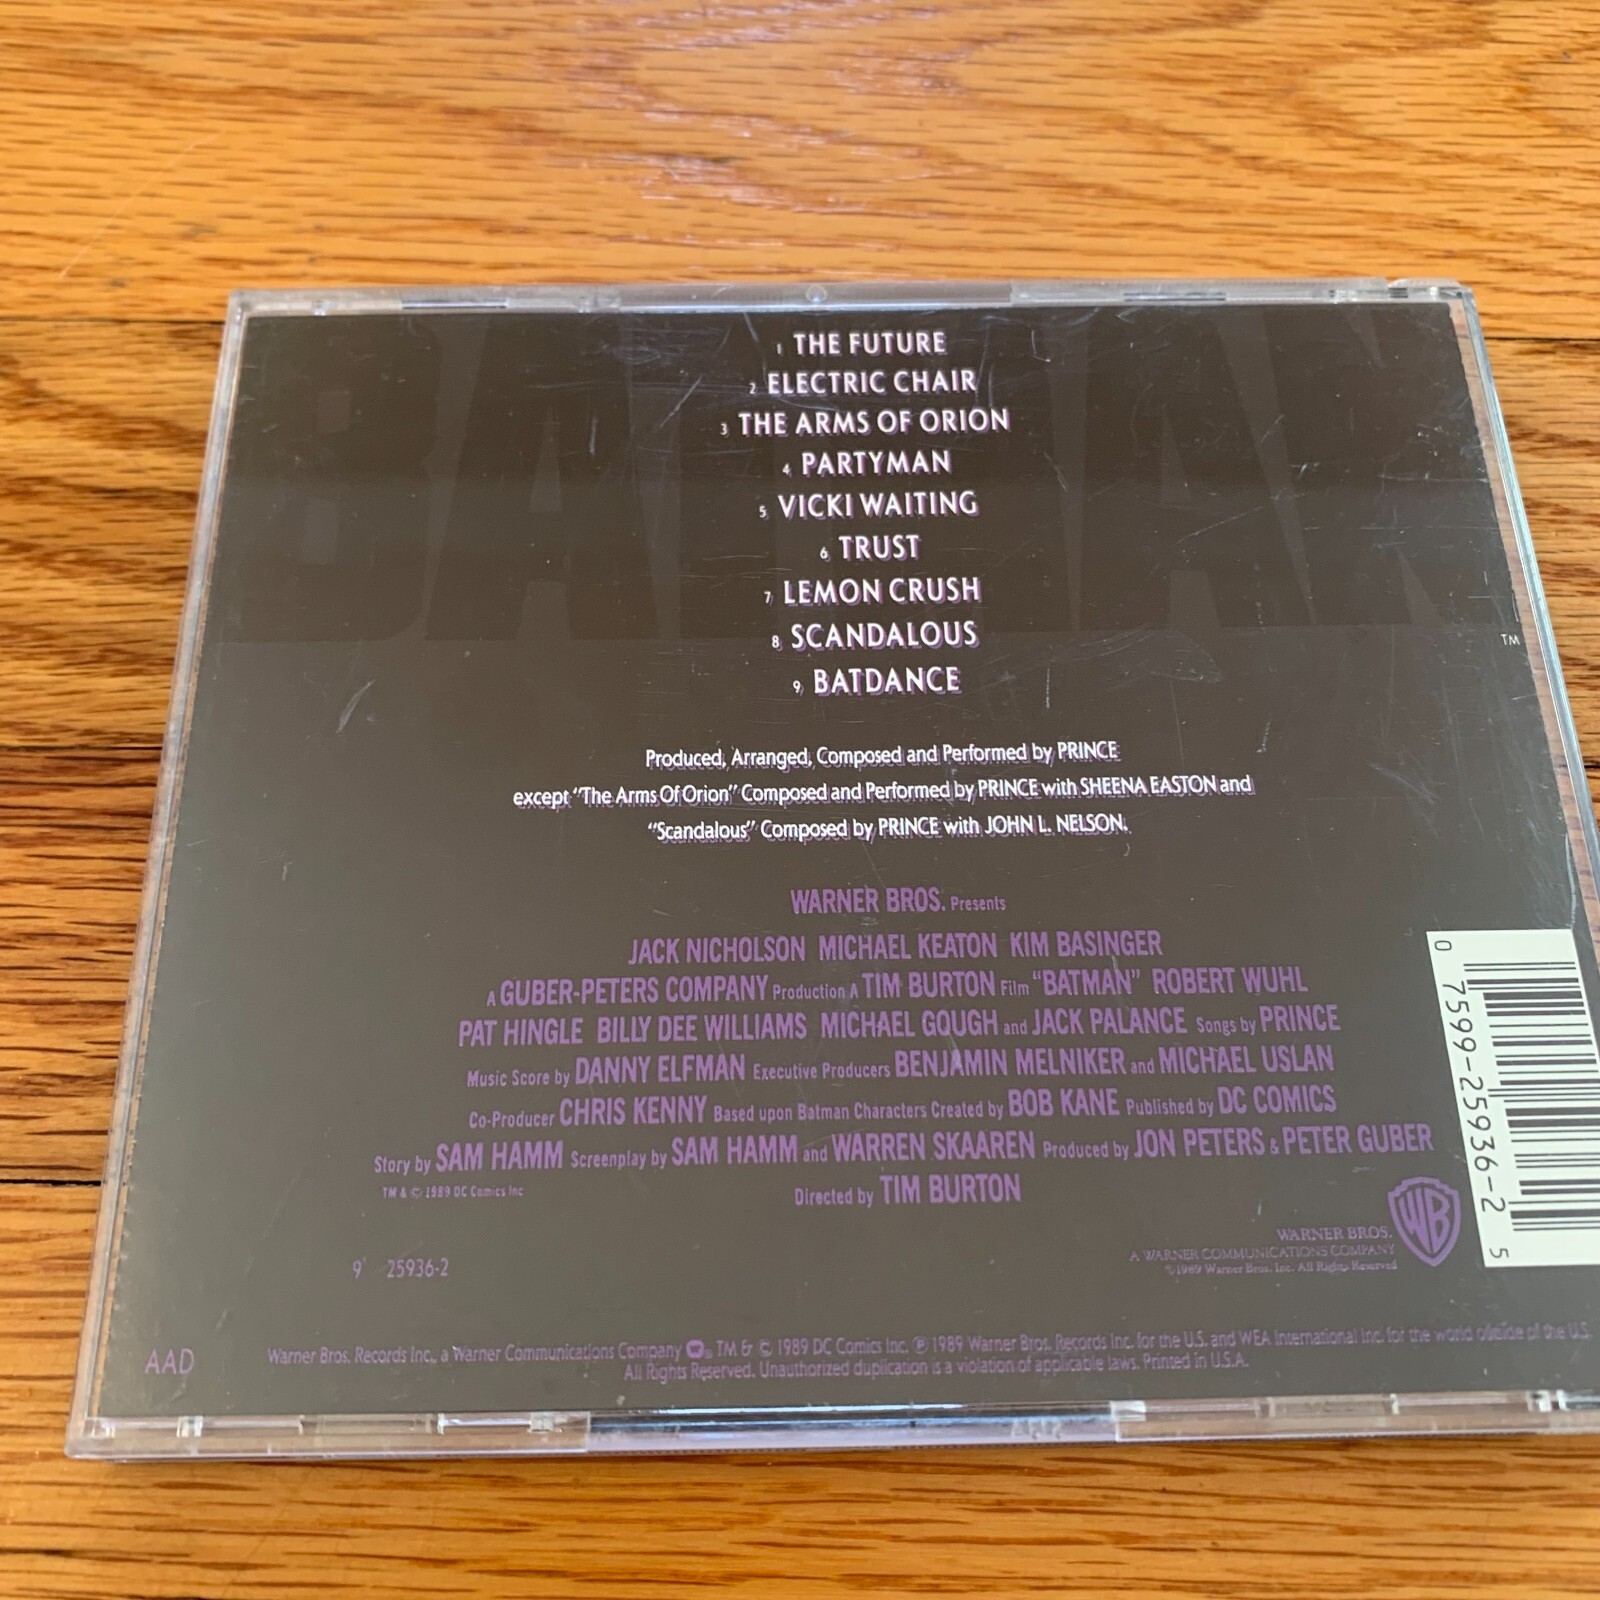 BATMAN
1 THE FUTURE
2 ELECTRIC CHAIR
3 THE ARMS OF ORION
4 PARTYMAN
5 VICKI WAITING
6 TRUST
7 LEMON CRUSH
8 SCANDALOUS
9 BATDANCE
TM
Produced, Arranged, Composed and Performed by PRINCE
except "The Arms Of Orion" Composed and Performed by PRINCE with SHEENA EASTON and
"Scandalous" Composed by PRINCE with JOHN L. NELSON.
WARNER BROS. Presents
JACK NICHOLSON MICHAEL KEATON KIM BASINGER
A GUBER-PETERS COMPANY Production A TIM BURTON Film "BATMAN" ROBERT WUHL
PAT HINGLE BILLY DEE WILLIAMS MICHAEL GOUGH and JACK PALANCE Songs by PRINCE
Music Score by DANNY ELFMAN Executive Producers BENJAMIN MELNIKER and MICHAEL USLAN
Co-Producer CHRIS KENNY Based upon Batman Characters Created by BOB KANE Published by DC COMICS
Story by SAM HAMM Screenplay by SAM HAMM and WARREN SKAAREN Produced by JON PETERS & PETER GUBER
TM & © 1989 DC Comics Inc
Directed by TIM BURTON
WB
WARNER BROS.
A WARNER COMMUNICATIONS COMPANY
©1989 Warner Bros. Inc. All Rights Reserved
0 7599-25936-2 5
9 25936-2
AAD
Warner Bros. Records Inc., a Warner Communications Company ®, TM & © 1989 DC Comics Inc. ℗ 1989 Warner Bros. Records Inc. for the U.S. and WEA International Inc. for the world outside of the U.S.
All Rights Reserved. Unauthorized duplication is a violation of applicable laws. Printed in U.S.A.